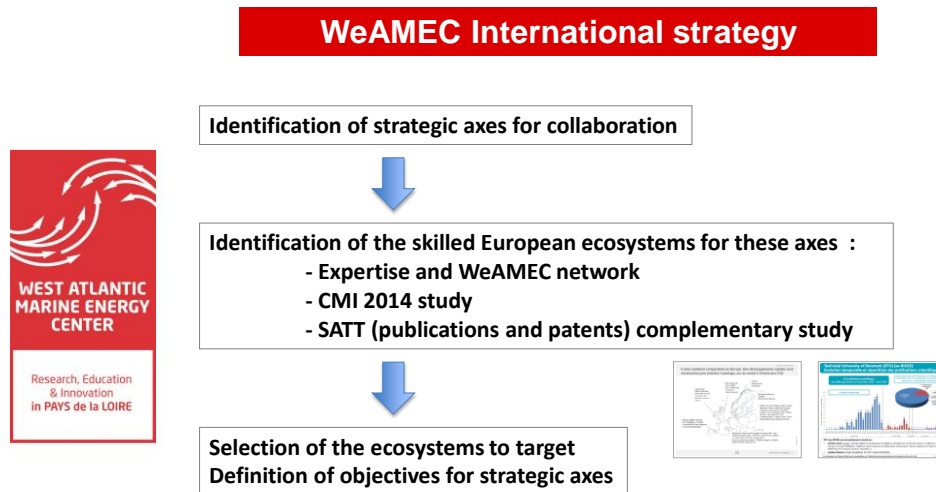 WeAMEC International strategy
Identification of strategic axes for collaboration
Identification of the skilled European ecosystems for these axes :
- Expertise and WeAMEC network
- CMI 2014 study
- SATT (publications and patents) complementary study
Selection of the ecosystems to target
Definition of objectives for strategic axes
WEST ATLANTIC
MARINE ENERGY
CENTER
Research, Education
& Innovation
in PAYS de la LOIRE